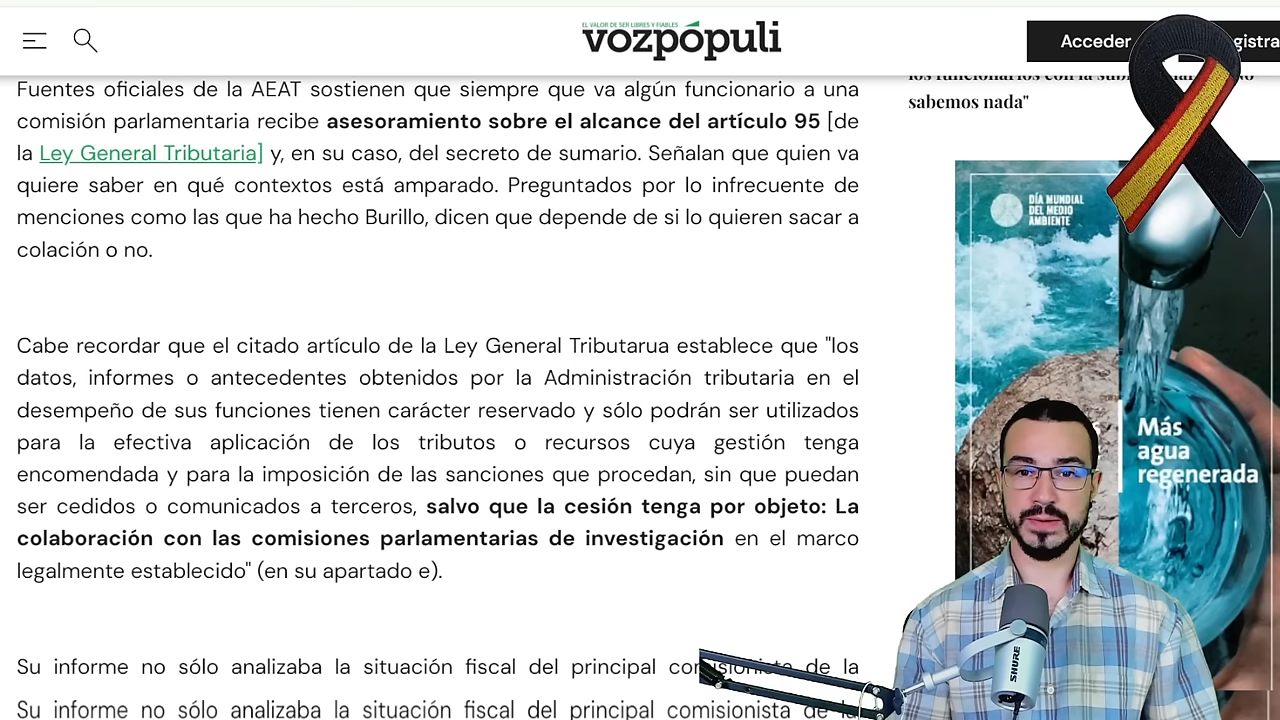 EL VALOR DE SER LIBRES Y FIABLES
vozpópuli
Acceder
gistra
sabemos nada"
Fuentes oficiales de la AEAT sostienen que siempre que va algún funcionario a una
comisión parlamentaria recibe asesoramiento sobre el alcance del artículo 95 [de
la Ley General Tributaria] y, en su caso, del secreto de sumario. Señalan que quien va
quiere saber en qué contextos está amparado. Preguntados por lo infrecuente de
menciones como las que ha hecho Burillo, dicen que depende de si lo quieren sacar a
colación o no.
Cabe recordar que el citado artículo de la Ley General Tributarua establece que "los
datos, informes o antecedentes obtenidos por la Administración tributaria en el
desempeño de sus funciones tienen carácter reservado y sólo podrán ser utilizados
para la efectiva aplicación de los tributos o recursos cuya gestión tenga
encomendada y para la imposición de las sanciones que procedan, sin que puedan
ser cedidos o comunicados a terceros, salvo que la cesión tenga por objeto: La
colaboración con las comisiones parlamentarias de investigación en el marco
legalmente establecido" (en su apartado e).
Su informe no sólo analizaba la situación fiscal del principal comisionista de la
Su informe no sólo analizaba la situación fiscal del principal comisionista de la
DÍA MUNDIAL
DEL MEDIO
AMBIENTE
Más
agua
regenerada
SHURE